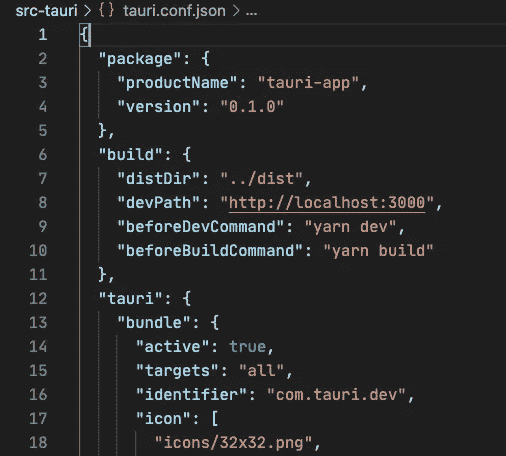 src-tauri > {} tauri.conf.json > ...
1 {
2 "package": {
3 "productName": "tauri-app",
4 "version": "0.1.0"
5 },
6 "build": {
7 "distDir": "../dist",
8 "devPath": "http://localhost:3000",
9 "beforeDevCommand": "yarn dev",
10 "beforeBuildCommand": "yarn build"
11 },
12 "tauri": {
13 "bundle": {
14 "active": true,
15 "targets": "all",
16 "identifier": "com.tauri.dev",
17 "icon": [
18 "icons/32x32.png",